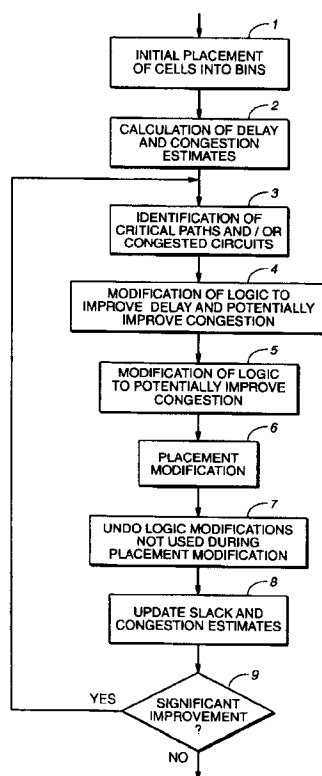 1
INITIAL PLACEMENT
OF CELLS INTO BINS
2
CALCULATION OF DELAY
AND CONGESTION
ESTIMATES
3
IDENTIFICATION OF
CRITICAL PATHS AND / OR
CONGESTED CIRCUITS
4
MODIFICATION OF LOGIC TO
IMPROVE DELAY AND POTENTIALLY
IMPROVE CONGESTION
5
MODIFICATION OF LOGIC
TO POTENTIALLY IMPROVE
CONGESTION
6
PLACEMENT
MODIFICATION
7
UNDO LOGIC MODIFICATIONS
NOT USED DURING
PLACEMENT MODIFICATION
8
UPDATE SLACK AND
CONGESTION ESTIMATES
9
YES
SIGNIFICANT
IMPROVEMENT
?
NO